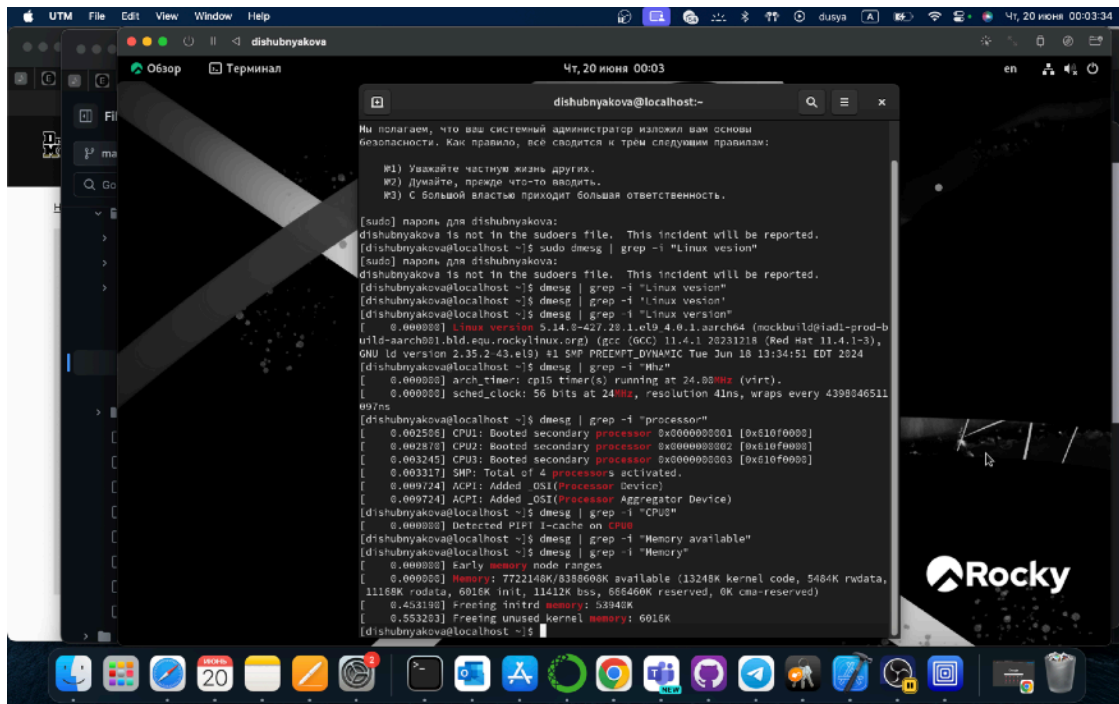 UTM File Edit View Window Help
dusya A Чт, 20 июня 00:03:34
dishubnyakova
Обзор Терминал Чт, 20 июня 00:03 en
dishubnyakova@localhost:~
Мы полагаем, что ваш системный администратор изложил вам основы
безопасности. Как правило, всё сводится к трём следующим правилам:
№1) Уважайте частную жизнь других.
№2) Думайте, прежде что-то вводить.
№3) С большой властью приходит большая ответственность.
[sudo] пароль для dishubnyakova:
dishubnyakova is not in the sudoers file. This incident will be reported.
[dishubnyakova@localhost ~]$ sudo dmesg | grep -i "Linux vesion"
[sudo] пароль для dishubnyakova:
dishubnyakova is not in the sudoers file. This incident will be reported.
[dishubnyakova@localhost ~]$ dmesg | grep -i "Linux vesion"
[dishubnyakova@localhost ~]$ dmesg | grep -i 'Linux vesion'
[dishubnyakova@localhost ~]$ dmesg | grep -i "Linux version"
[ 0.000000] Linux version 5.14.0-427.20.1.el9_4.0.1.aarch64 (mockbuild@iad1-prod-b
uild-aarch001.bld.equ.rockylinux.org) (gcc (GCC) 11.4.1 20231218 (Red Hat 11.4.1-3),
GNU ld version 2.35.2-43.el9) #1 SMP PREEMPT_DYNAMIC Tue Jun 18 13:34:51 EDT 2024
[dishubnyakova@localhost ~]$ dmesg | grep -i "Mhz"
[ 0.000000] arch_timer: cp15 timer(s) running at 24.00MHz (virt).
[ 0.000000] sched_clock: 56 bits at 24MHz, resolution 41ns, wraps every 4398046511
097ns
[dishubnyakova@localhost ~]$ dmesg | grep -i "processor"
[ 0.002506] CPU1: Booted secondary processor 0x0000000001 [0x610f0000]
[ 0.002870] CPU2: Booted secondary processor 0x0000000002 [0x610f0000]
[ 0.003245] CPU3: Booted secondary processor 0x0000000003 [0x610f0000]
[ 0.003317] SMP: Total of 4 processors activated.
[ 0.009724] ACPI: Added _OSI(Processor Device)
[ 0.009724] ACPI: Added _OSI(Processor Aggregator Device)
[dishubnyakova@localhost ~]$ dmesg | grep -i "CPU0"
[ 0.000000] Detected PIPT I-cache on CPU0
[dishubnyakova@localhost ~]$ dmesg | grep -i "Memory available"
[dishubnyakova@localhost ~]$ dmesg | grep -i "Memory"
[ 0.000000] Early memory node ranges
[ 0.000000] Memory: 7722148K/8388608K available (13248K kernel code, 5484K rwdata,
11168K rodata, 6016K init, 11412K bss, 666460K reserved, 0K cma-reserved)
[ 0.453190] Freeing initrd memory: 53940K
[ 0.553203] Freeing unused kernel memory: 6016K
[dishubnyakova@localhost ~]$
Fil
ma
Go
Rocky
ИЮНЬ
20
2
NEW